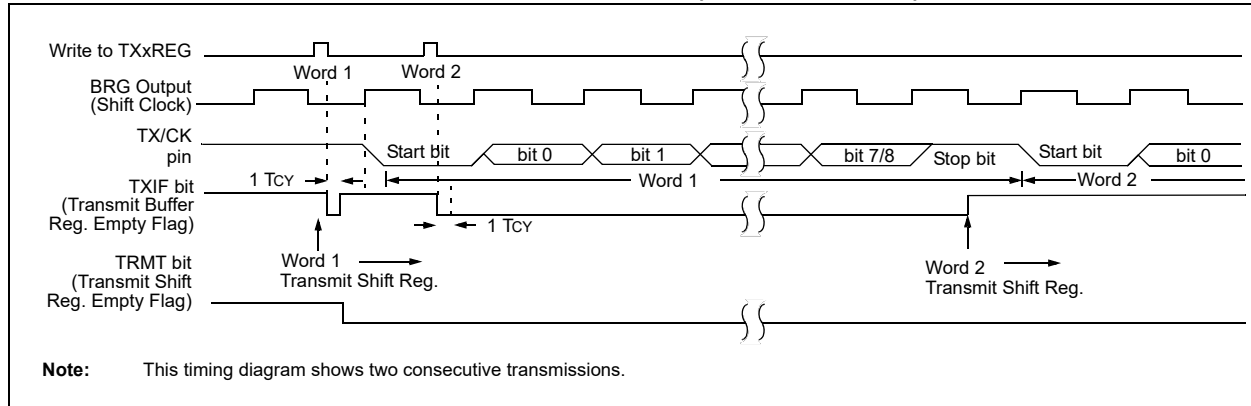 Write to TXxREG
Word 1
Word 2
BRG Output
(Shift Clock)
TX/CK
pin
Start bit
bit 0
bit 1
bit 7/8
Stop bit
Start bit
bit 0
1 TCY
Word 1
Word 2
TXIF bit
(Transmit Buffer
Reg. Empty Flag)
1 TCY
Word 1
Transmit Shift Reg.
Word 2
Transmit Shift Reg.
TRMT bit
(Transmit Shift
Reg. Empty Flag)
Note: This timing diagram shows two consecutive transmissions.